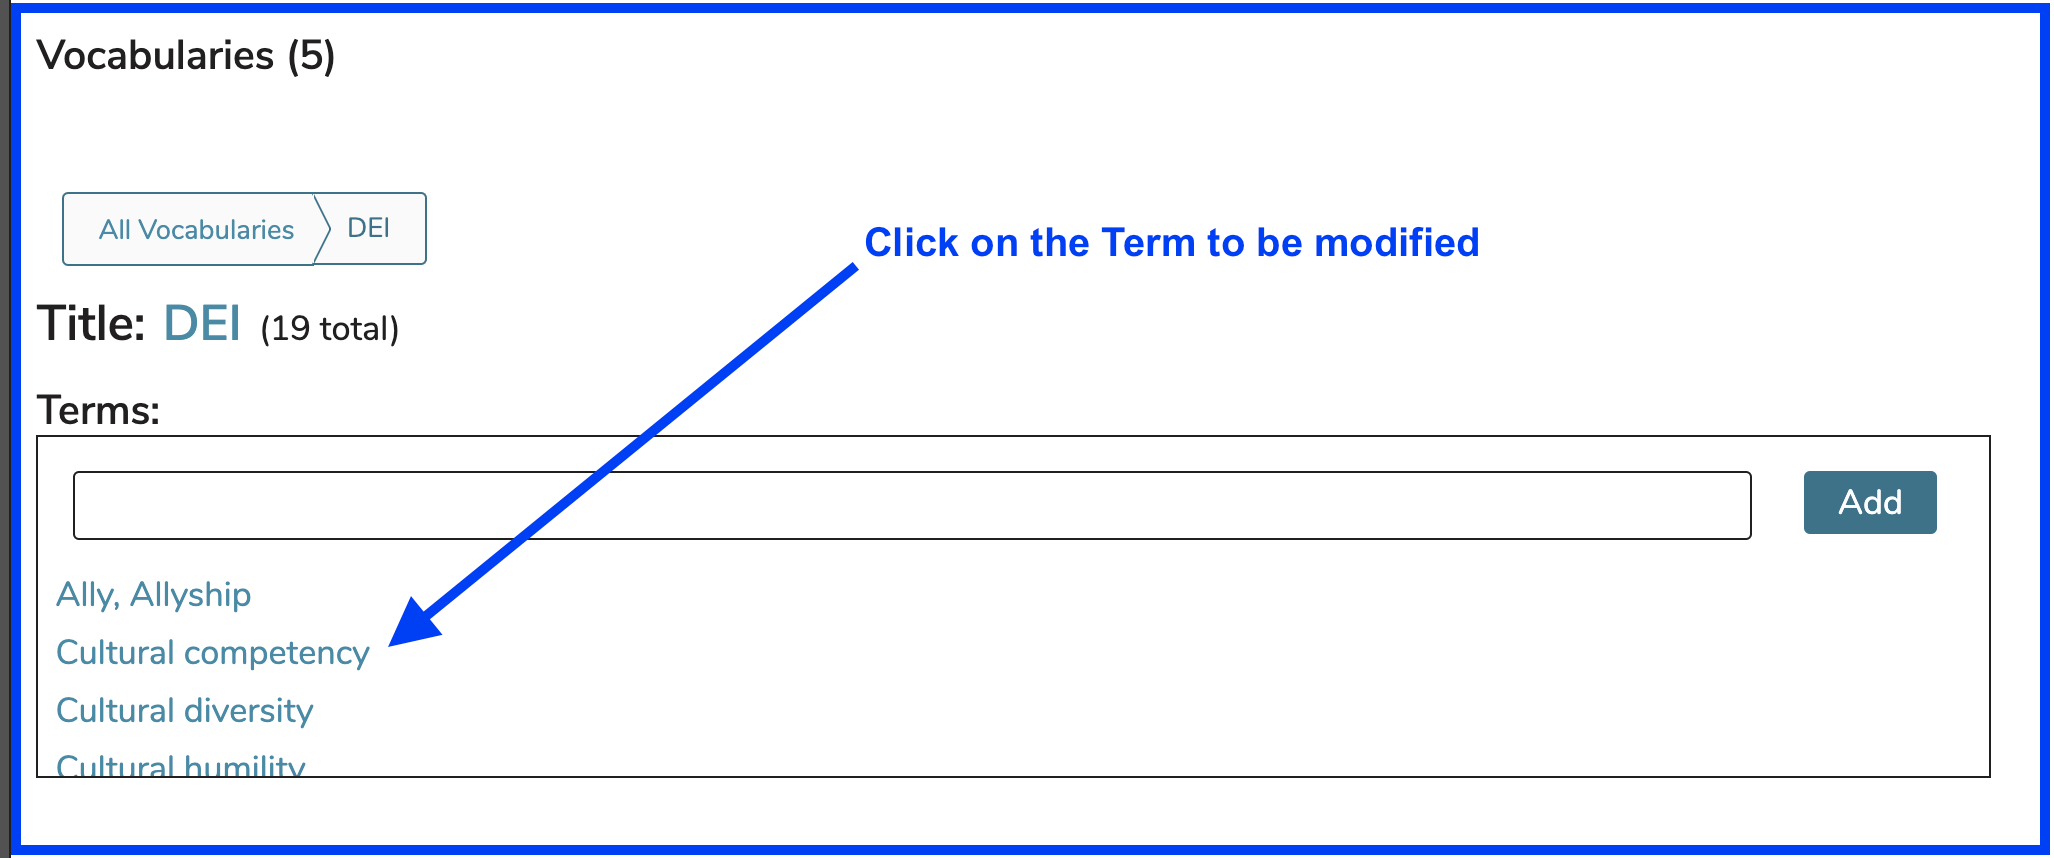 Vocabularies (5)
All Vocabularies DEI
Click on the Term to be modified
Title: DEI (19 total)
Terms:
Add
Ally, Allyship
Cultural competency
Cultural diversity
Cultural humility